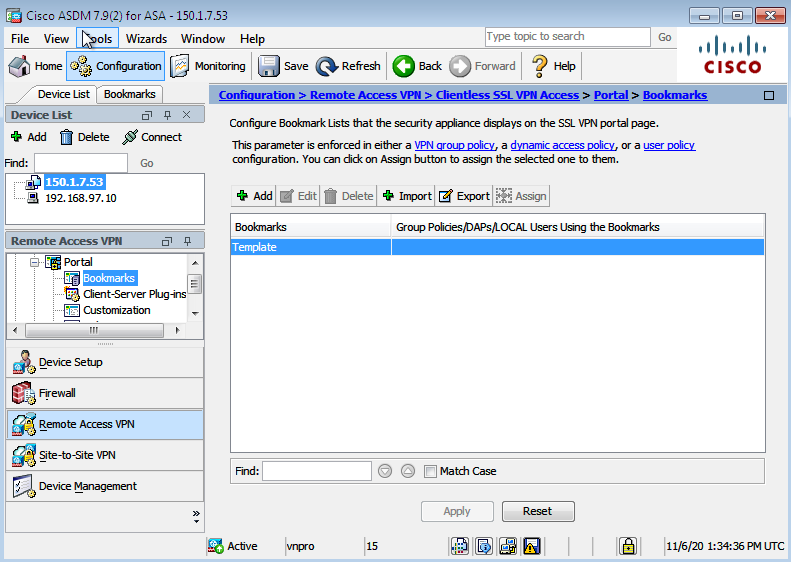 Cisco ASDM 7.9(2) for ASA - 150.1.7.53
File View Tools Wizards Window Help
Type topic to search Go
Home Configuration Monitoring Save Refresh Back Forward Help
CISCO
Device List Bookmarks
Configuration > Remote Access VPN > Clientless SSL VPN Access > Portal > Bookmarks
Device List
Add Delete Connect
Find: Go
150.1.7.53
192.168.97.10
Remote Access VPN
Portal
Bookmarks
Client-Server Plug-ins
Customization
Device Setup
Firewall
Remote Access VPN
Site-to-Site VPN
Device Management
Configure Bookmark Lists that the security appliance displays on the SSL VPN portal page.
This parameter is enforced in either a VPN group policy, a dynamic access policy, or a user policy
configuration. You can click on Assign button to assign the selected one to them.
Add Edit Delete Import Export Assign
Bookmarks Group Policies/DAPs/LOCAL Users Using the Bookmarks
Template
Find: Match Case
Apply Reset
Active vnpro 15 11/6/20 1:34:36 PM UTC